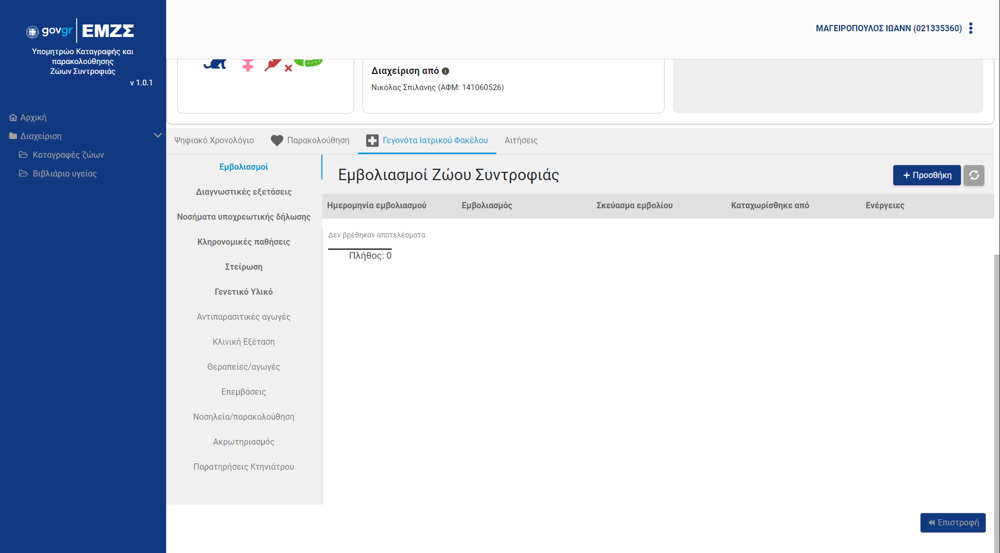 govgr ΕΜΖΣ
Υπομητρώο Καταγραφής και
παρακολούθησης
Ζώων Συντροφιάς
v 1.0.1
Αρχική
Διαχείριση
Καταγραφές ζώων
Βιβλιάριο υγείας
ΜΑΓΕΙΡΟΠΟΥΛΟΣ ΙΩΑΝΝ (021335360)
Διαχείριση από
Νικόλας Σπιλάνης (ΑΦΜ: 141060526)
Ψηφιακό Χρονολόγιο Παρακολούθηση Γεγονότα Ιατρικού Φακέλου Αιτήσεις
Εμβολιασμοί
Διαγνωστικές εξετάσεις
Νοσήματα υποχρεωτικής δήλωσης
Κληρονομικές παθήσεις
Στείρωση
Γενετικό Υλικό
Αντιπαρασιτικές αγωγές
Κλινική Εξέταση
Θεραπείες/αγωγές
Επεμβάσεις
Νοσηλεία/παρακολούθηση
Ακρωτηριασμός
Παρατηρήσεις Κτηνιάτρου
Εμβολιασμοί Ζώου Συντροφιάς
+ Προσθήκη
Ημερομηνία εμβολιασμού Εμβολιασμός Σκεύασμα εμβολίου Καταχωρίσθηκε από Ενέργειες
Δεν βρέθηκαν αποτελέσματα
Πλήθος: 0
Επιστροφή